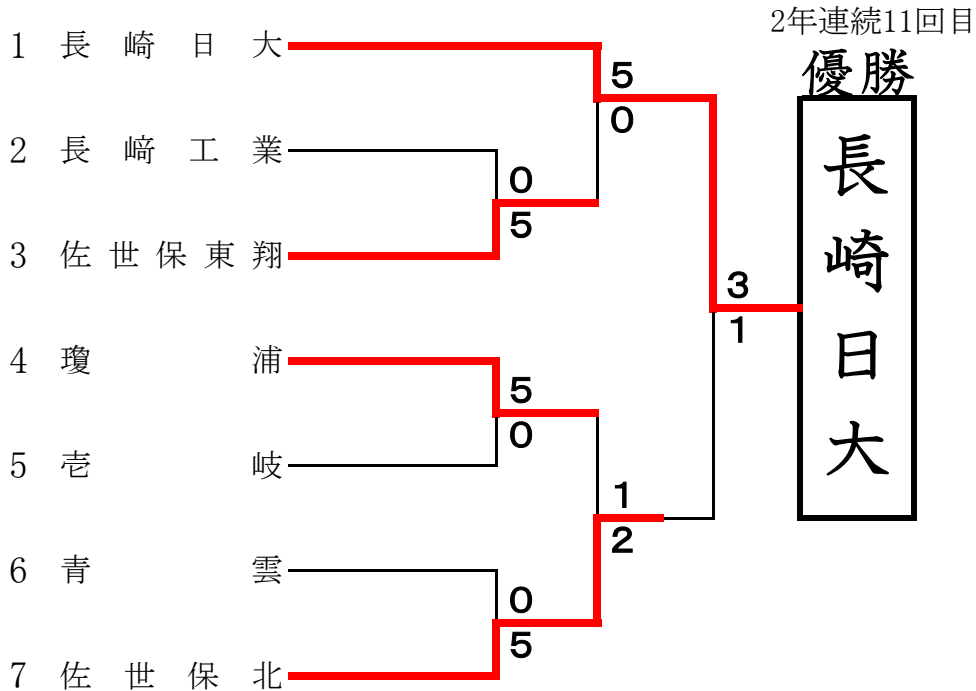 2年連続11回目
優勝
長崎日大
1 長崎日大
2 長﨑工業
3 佐世保東翔
4 瓊浦
5 壱岐
6 青雲
7 佐世保北
5
0
0
5
3
1
5
0
1
2
0
5